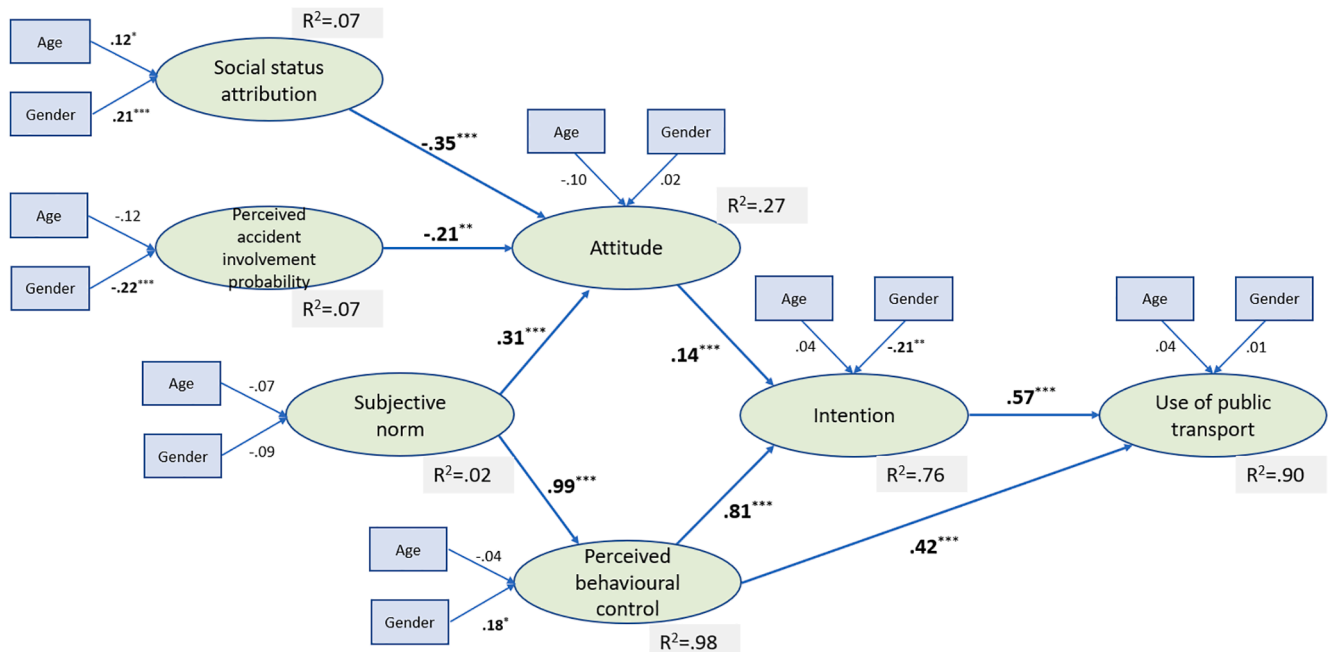 R²=.07
Age
.12*
Social status
attribution
Gender
.21***
-.35***
Age
Gender
-.10
.02
Age
-.12
Perceived
accident
involvement
probability
-.21**
Attitude
R²=.27
Gender
-.22***
R²=.07
Age
Gender
Age
Gender
.31***
.14***
.04
-.21**
.04
.01
Age
-.07
Subjective
norm
Intention
.57***
Use of public
transport
Gender
-.09
R²=.02
.99***
R²=.76
R²=.90
.81***
.42***
Age
-.04
Perceived
behavioural
control
Gender
.18*
R²=.98